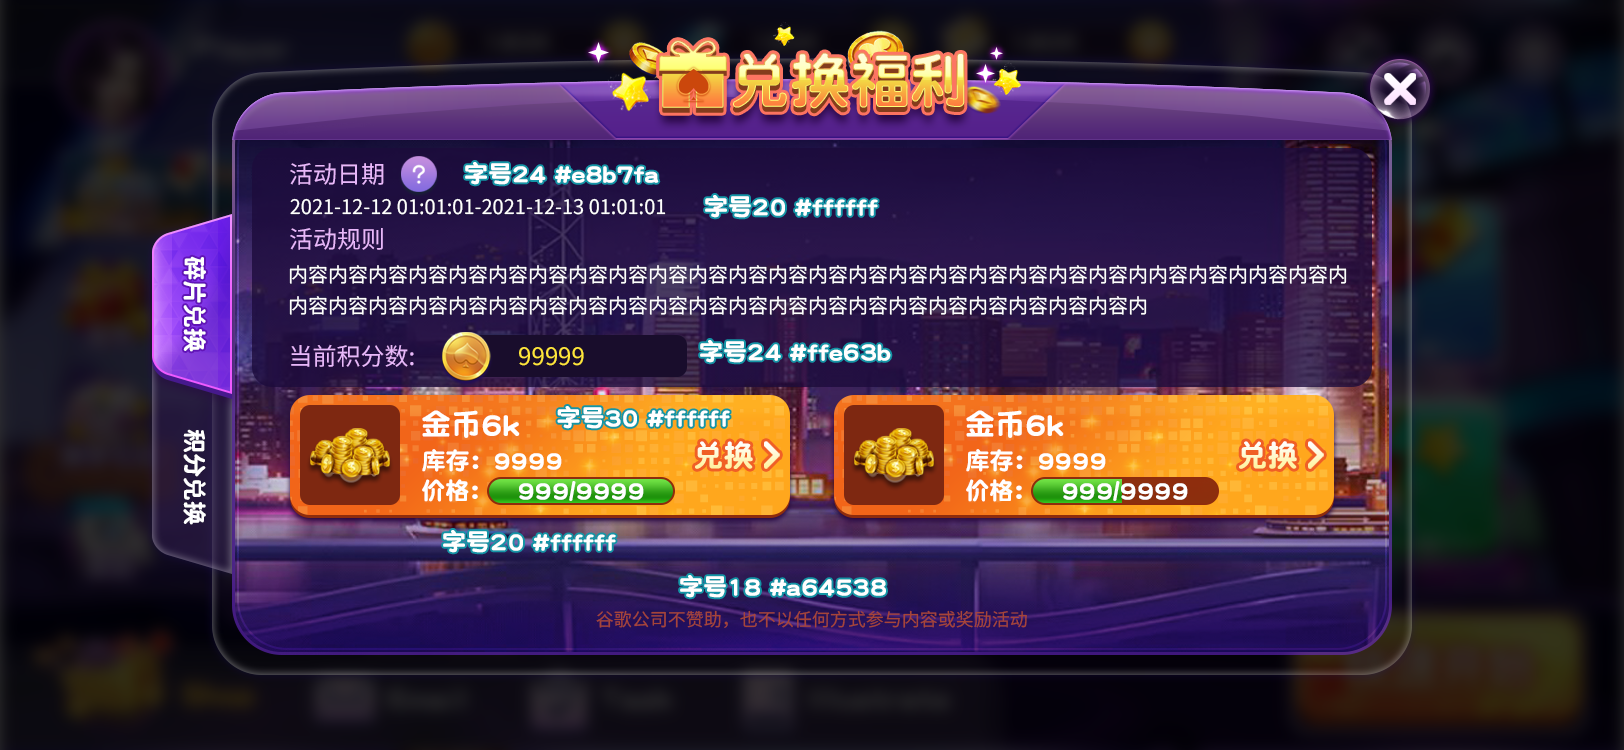 兑换福利
活动日期 ? 字号24 #e8b7fa
2021-12-12 01:01:01-2021-12-13 01:01:01 字号20 #ffffff
活动规则
内容内容内容内容内容内容内容内容内容内容内容内容内容内容内容内容内容内容内容内容内容内内容内容内内容内容内
内容内容内容内容内容内容内容内容内容内容内容内容内容内容内容内容内容内容内容内容内容内
当前积分数: 99999 字号24 #ffe63b
碎片兑换
积分兑换
金币6k 字号30 #ffffff
库存: 9999
价格: 999/9999
兑换
金币6k
库存: 9999
价格: 999/9999
兑换
字号20 #ffffff
字号18 #a64538
谷歌公司不赞助，也不以任何方式参与内容或奖励活动